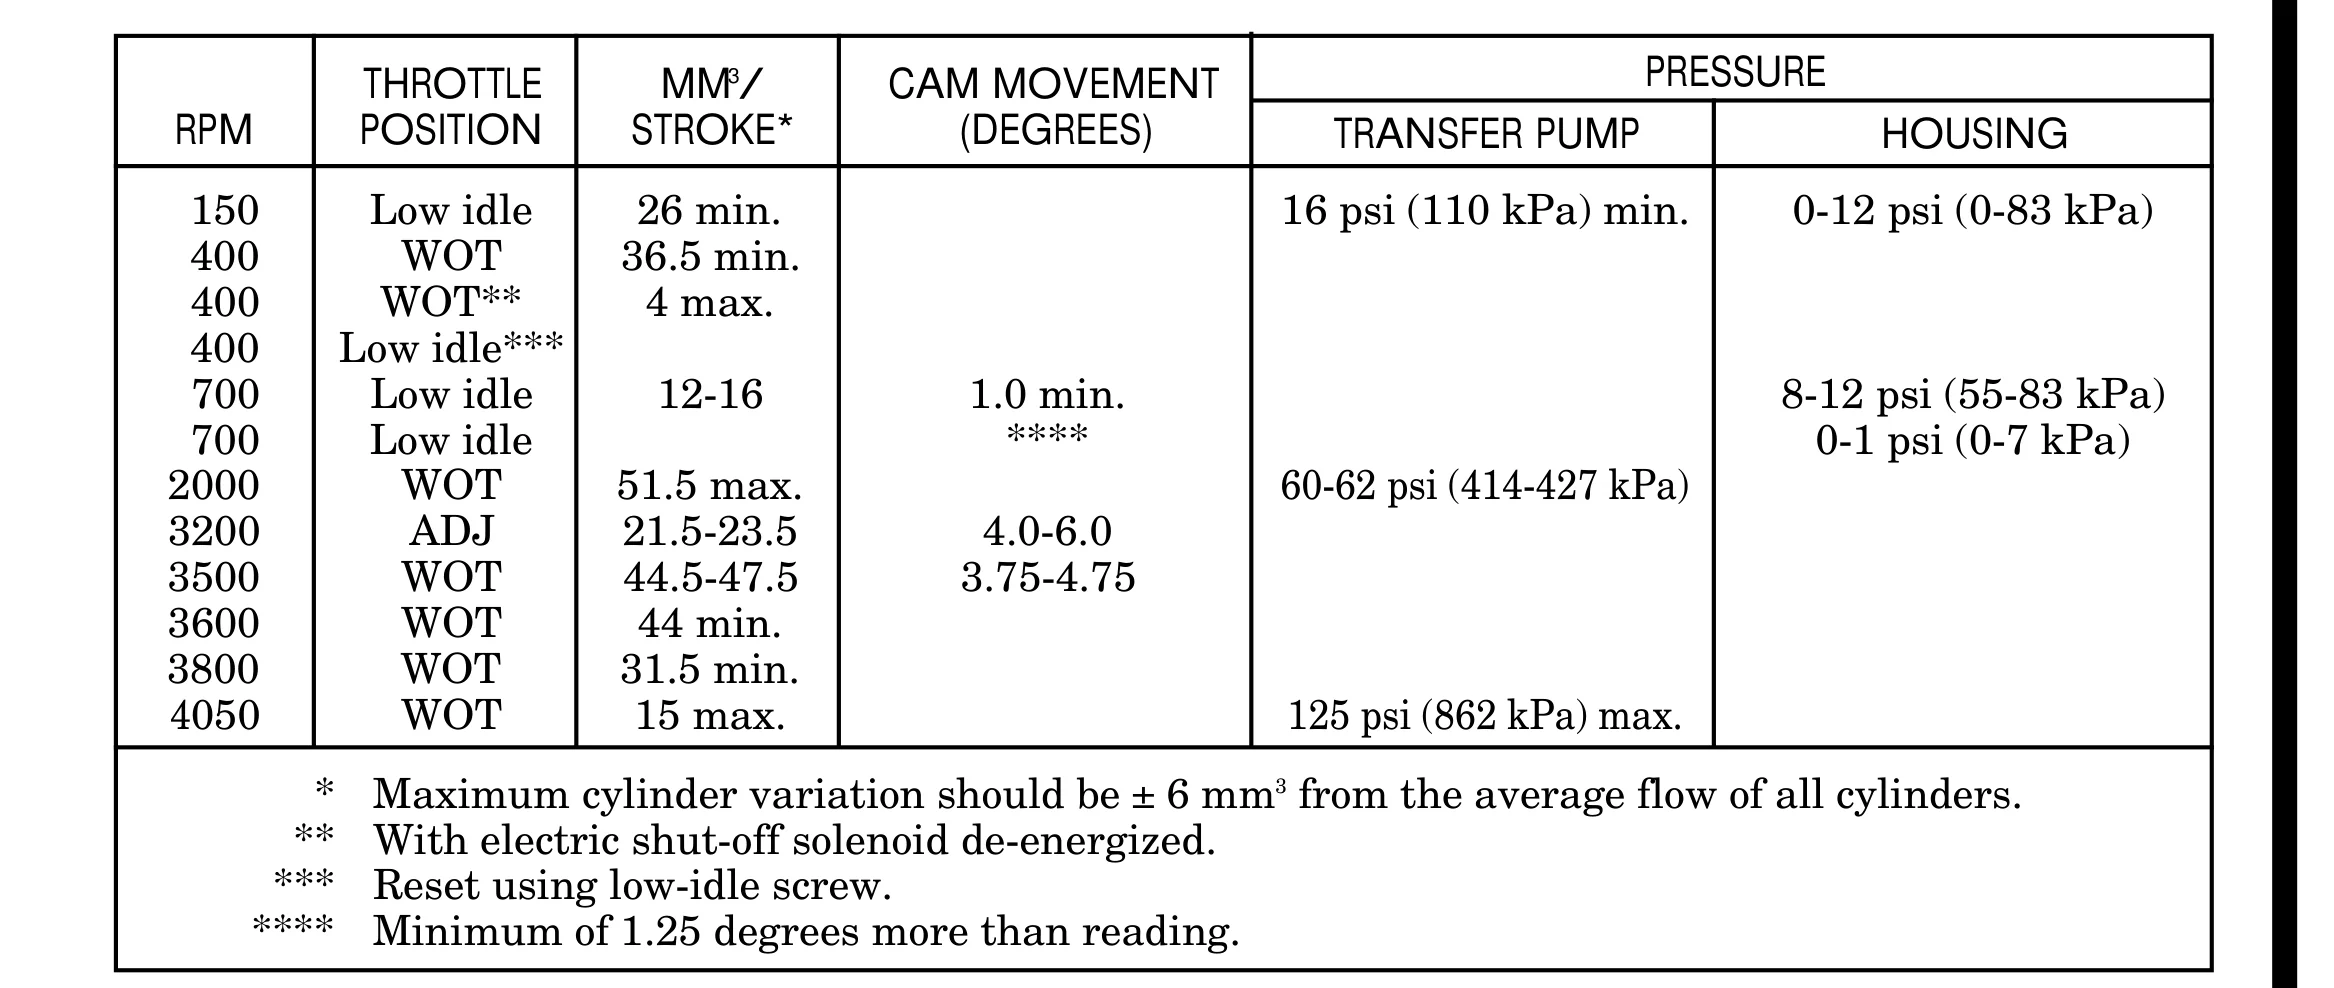 RPM THROTTLE POSITION MM³/ STROKE* CAM MOVEMENT (DEGREES) PRESSURE
TRANSFER PUMP HOUSING
150 Low idle 26 min. 16 psi (110 kPa) min. 0-12 psi (0-83 kPa)
400 WOT 36.5 min.
400 WOT** 4 max.
400 Low idle***
700 Low idle 12-16 1.0 min. 8-12 psi (55-83 kPa)
700 Low idle **** 0-1 psi (0-7 kPa)
2000 WOT 51.5 max. 60-62 psi (414-427 kPa)
3200 ADJ 21.5-23.5 4.0-6.0
3500 WOT 44.5-47.5 3.75-4.75
3600 WOT 44 min.
3800 WOT 31.5 min.
4050 WOT 15 max. 125 psi (862 kPa) max.
* Maximum cylinder variation should be ± 6 mm³ from the average flow of all cylinders.
** With electric shut-off solenoid de-energized.
*** Reset using low-idle screw.
**** Minimum of 1.25 degrees more than reading.